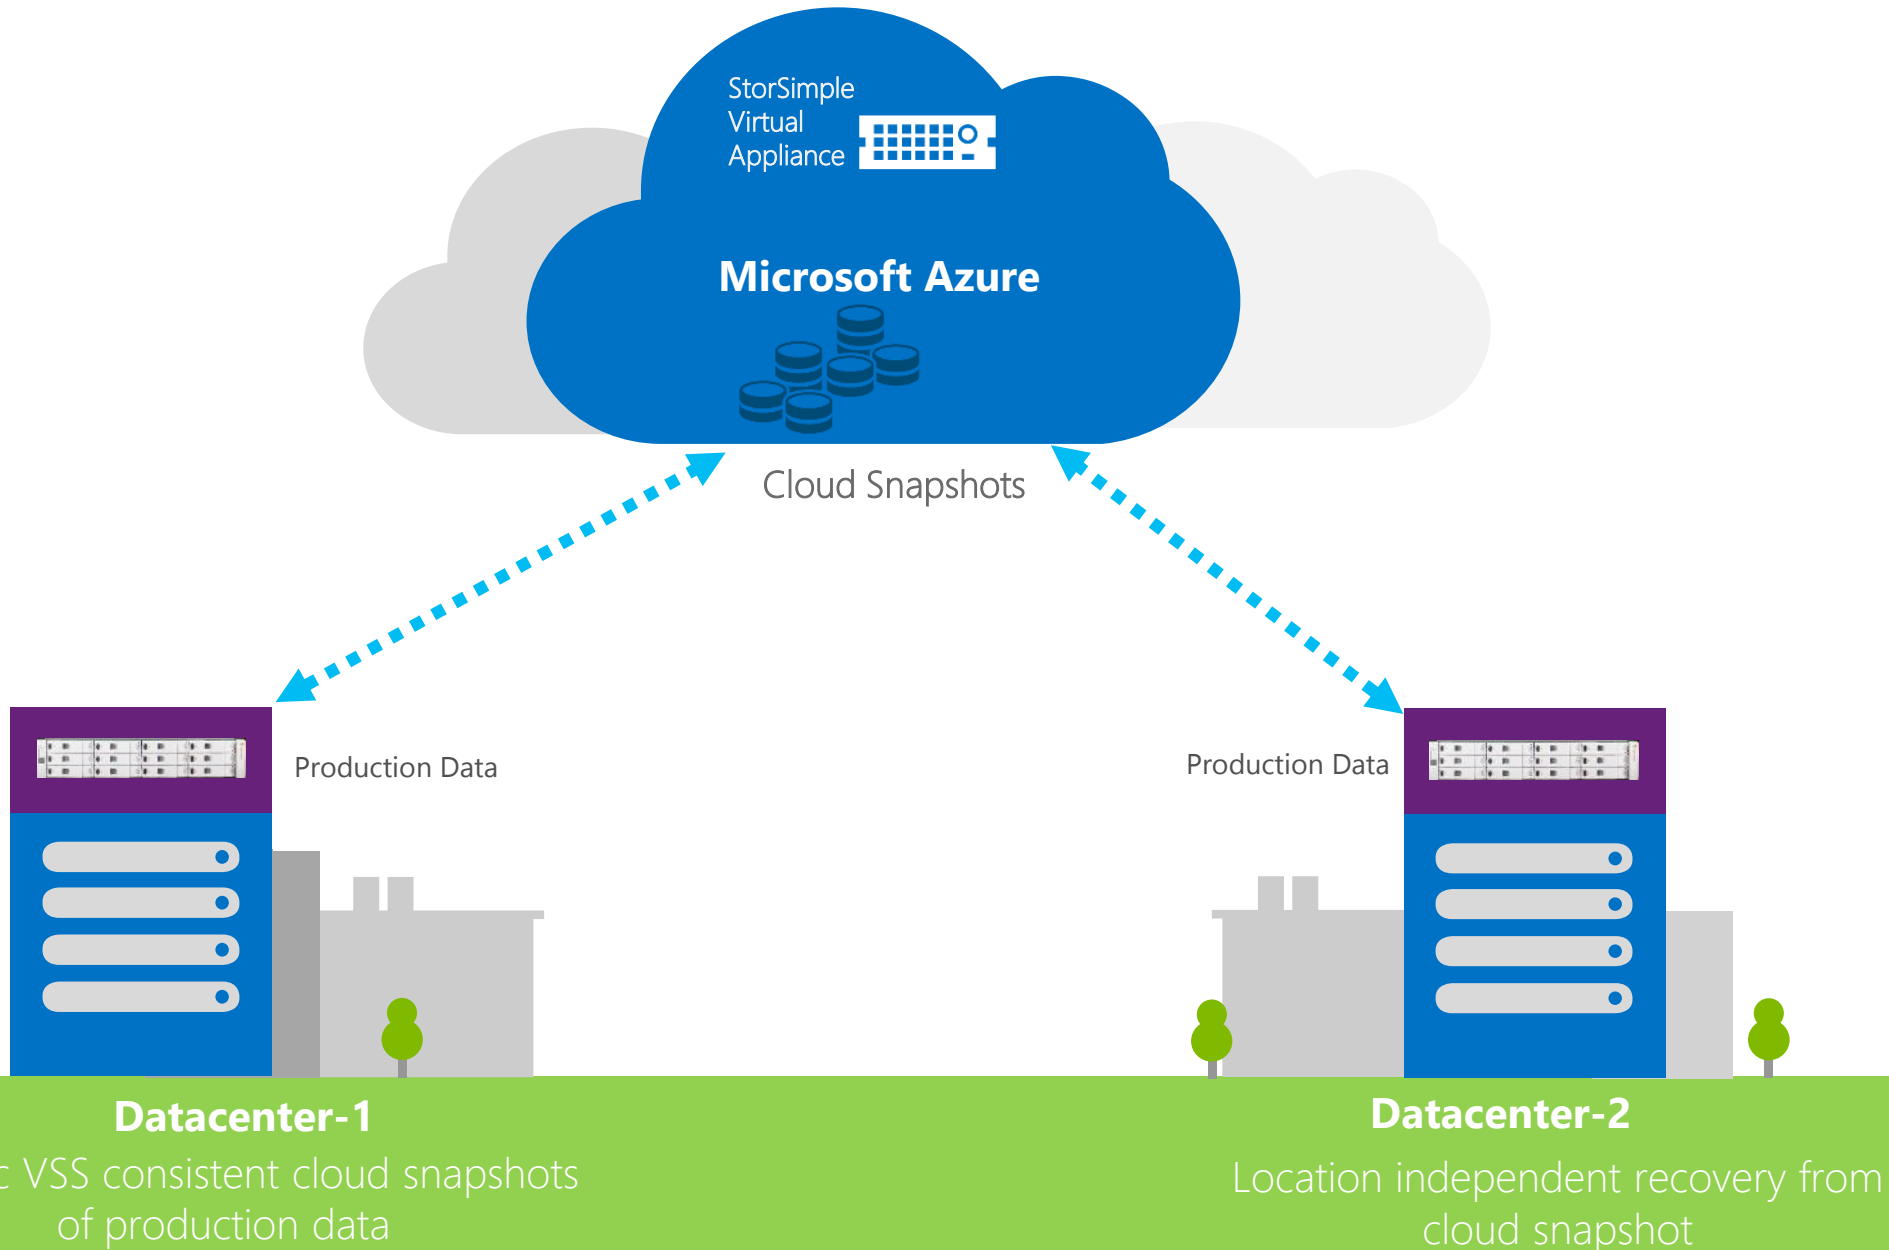 StorSimple
Virtual
Appliance
Microsoft Azure
Cloud Snapshots
Production Data
Production Data
Datacenter-1
VSS consistent cloud snapshots
of production data
Datacenter-2
Location independent recovery from
cloud snapshot